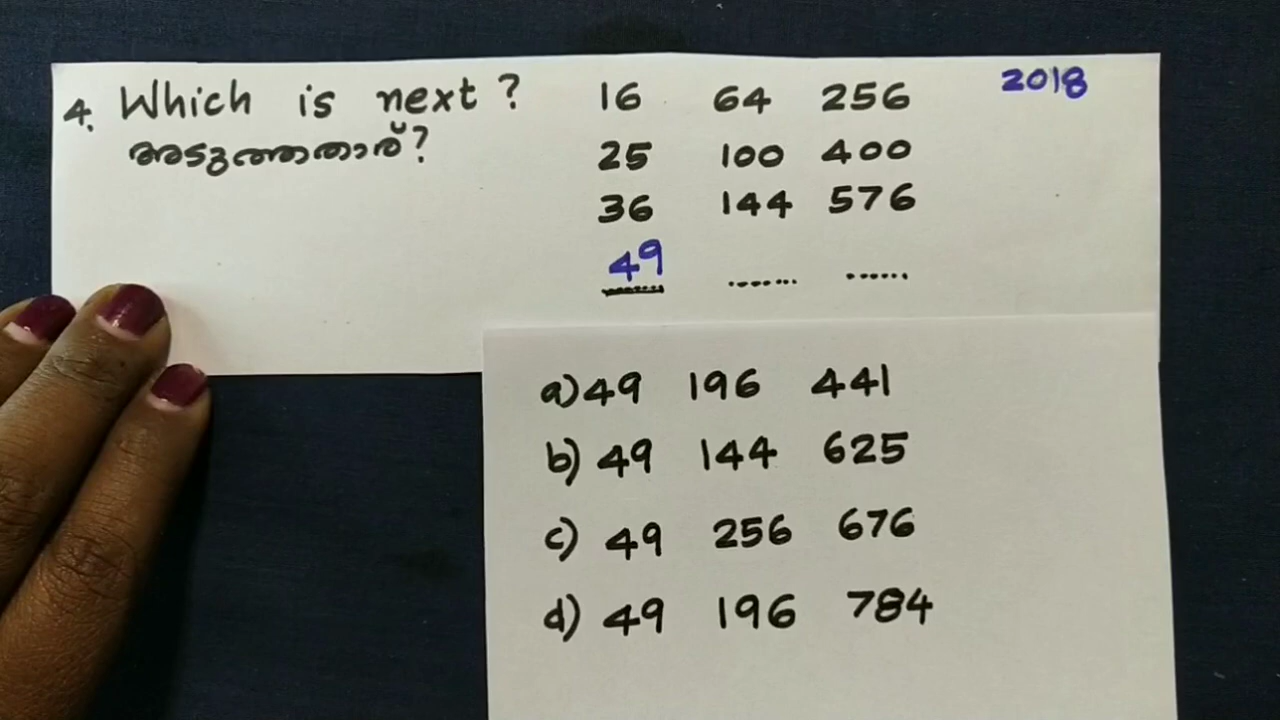 4. Which is next ? 16 64 256 2018
അടുത്തതാര്? 25 100 400
36 144 576
49 ....... ......
a) 49 196 441
b) 49 144 625
c) 49 256 676
d) 49 196 784